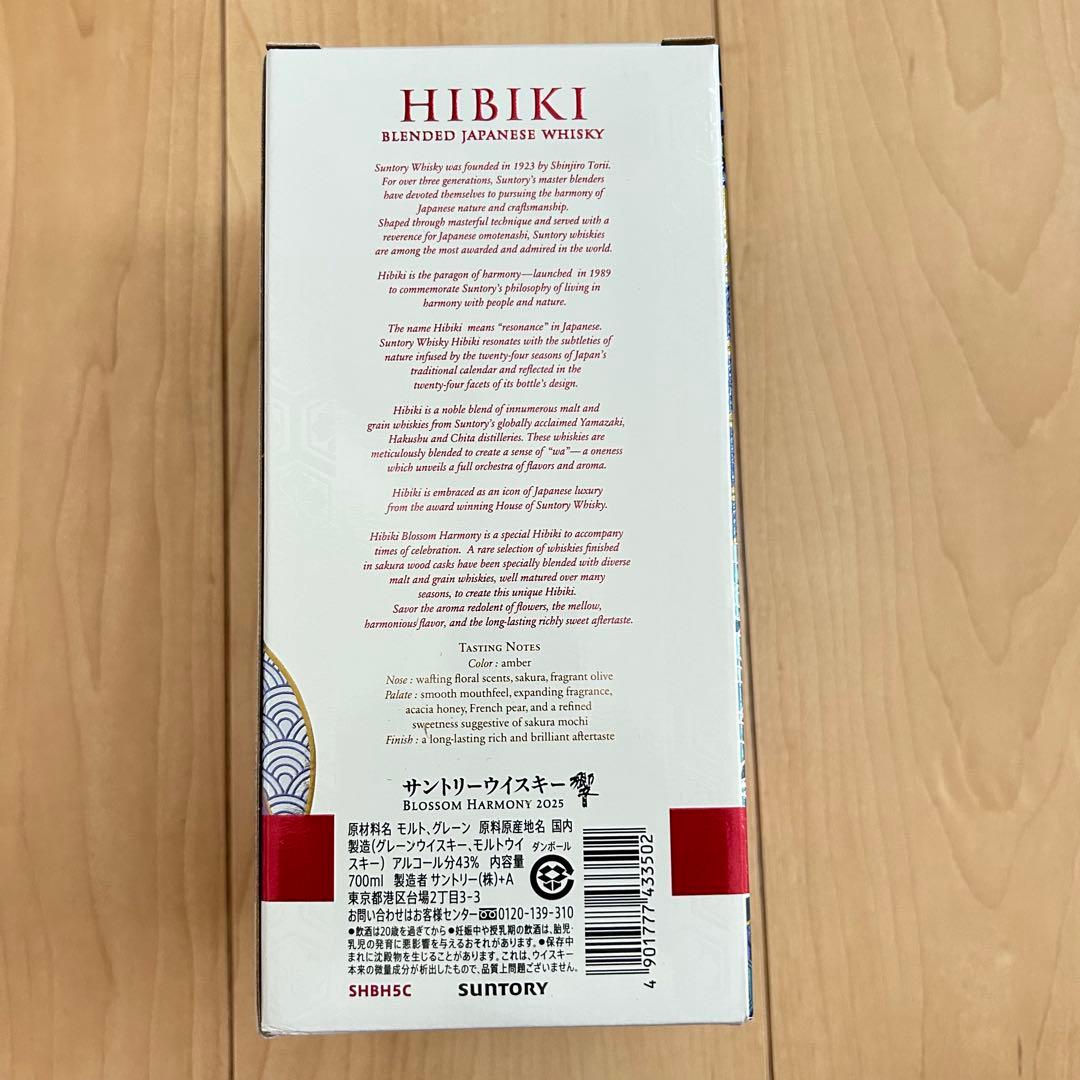 HIBIKI
BLENDED JAPANESE WHISKY
Suntory Whisky was founded in 1923 by Shinjiro Torii.
For over three generations, Suntory's master blenders
have devoted themselves to pursuing the harmony of
Japanese nature and craftsmanship.
Shaped through masterful technique and served with a
reverence for Japanese omotenashi, Suntory whiskies
are among the most awarded and admired in the world.
Hibiki is the paragon of harmony—launched in 1989
to commemorate Suntory's philosophy of living in
harmony with people and nature.
The name Hibiki means "resonance" in Japanese.
Suntory Whisky Hibiki resonates with the subtleties of
nature infused by the twenty-four seasons of Japan's
traditional calendar and reflected in the
twenty-four facets of its bottle's design.
Hibiki is a noble blend of innumerous malt and
grain whiskies from Suntory's globally acclaimed Yamazaki,
Hakushu and Chita distilleries. These whiskies are
meticulously blended to create a sense of "wa"— a oneness
which unveils a full orchestra of flavors and aroma.
Hibiki is embraced as an icon of Japanese luxury
from the award winning House of Suntory Whisky.
Hibiki Blossom Harmony is a special Hibiki to accompany
times of celebration. A rare selection of whiskies finished
in sakura wood casks have been specially blended with diverse
malt and grain whiskies, well matured over many
seasons, to create this unique Hibiki.
Savor the aroma redolent of flowers, the mellow,
harmonious flavor, and the long-lasting richly sweet aftertaste.
TASTING NOTES
Color : amber
Nose : wafting floral scents, sakura, fragrant olive
Palate : smooth mouthfeel, expanding fragrance,
acacia honey, French pear, and a refined
sweetness suggestive of sakura mochi
Finish : a long-lasting rich and brilliant aftertaste
サントリーウイスキー 響
BLOSSOM HARMONY 2025
原材料名 モルト、グレーン 原料原産地名 国内
製造(グレーンウイスキー、モルトウイ
スキー) アルコール分43% 内容量
700ml 製造者 サントリー(株)+A
東京都港区台場2丁目3-3
お問い合わせはお客様センター 0120-139-310
●飲酒は20歳を過ぎてから ●妊娠中や授乳期の飲酒は、胎児・
乳児の発育に悪影響を与えるおそれがあります。●保存中
まれに沈殿物を生じることがあります。これは、ウイスキー
本来の微量成分が析出したもので、品質上問題ございません。
SHBH5C SUNTORY
ダンボール
4 901777 433502